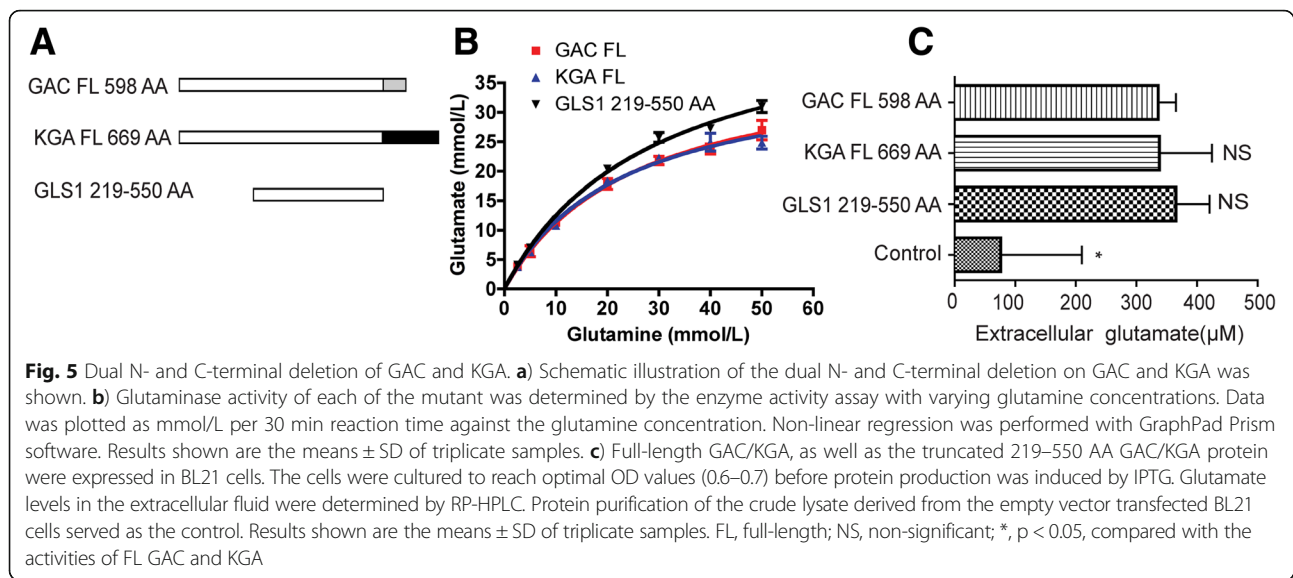 A
GAC FL 598 AA
KGA FL 669 AA
GLS1 219-550 AA
B
GAC FL
KGA FL
GLS1 219-550 AA
Glutamate (mmol/L)
35
30
25
20
15
10
5
0
0 10 20 30 40 50 60
Glutamine (mmol/L)
C
GAC FL 598 AA
KGA FL 669 AA
NS
GLS1 219-550 AA
NS
Control
*
0 100 200 300 400 500
Extracellular glutamate(µM)
Fig. 5 Dual N- and C-terminal deletion of GAC and KGA. a) Schematic illustration of the dual N- and C-terminal deletion on GAC and KGA was
shown. b) Glutaminase activity of each of the mutant was determined by the enzyme activity assay with varying glutamine concentrations. Data
was plotted as mmol/L per 30 min reaction time against the glutamine concentration. Non-linear regression was performed with GraphPad Prism
software. Results shown are the means ± SD of triplicate samples. c) Full-length GAC/KGA, as well as the truncated 219–550 AA GAC/KGA protein
were expressed in BL21 cells. The cells were cultured to reach optimal OD values (0.6–0.7) before protein production was induced by IPTG. Glutamate
levels in the extracellular fluid were determined by RP-HPLC. Protein purification of the crude lysate derived from the empty vector transfected BL21
cells served as the control. Results shown are the means ± SD of triplicate samples. FL, full-length; NS, non-significant; *, p < 0.05, compared with the
activities of FL GAC and KGA